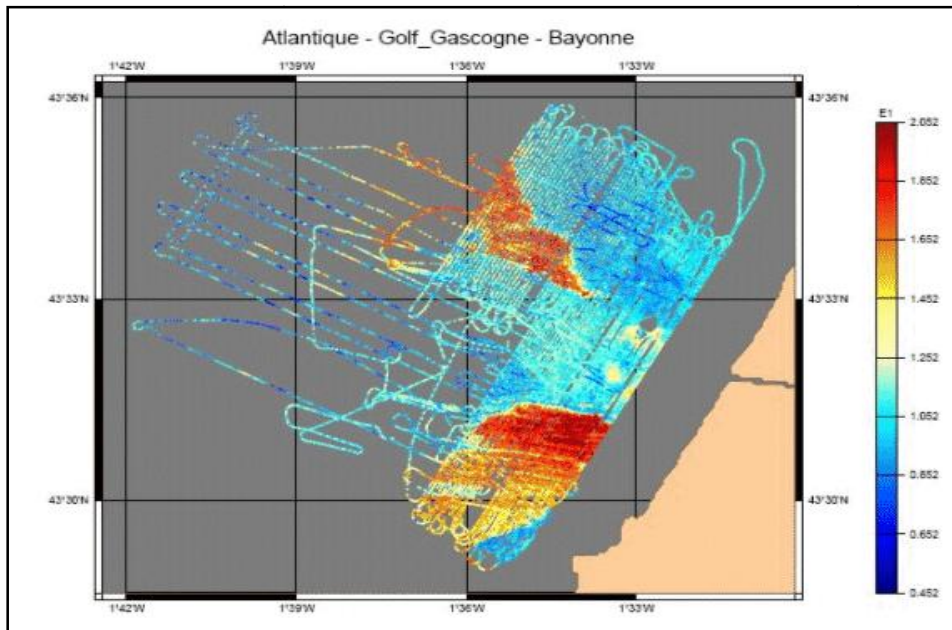 Atlantique - Golf_Gascogne - Bayonne
1°42'W 1°39'W 1°36'W 1°33'W
43°36'N 43°36'N
43°33'N 43°33'N
43°30'N 43°30'N
1°42'W 1°39'W 1°36'W 1°33'W
E1
2.052
1.852
1.652
1.452
1.252
1.052
0.852
0.652
0.452